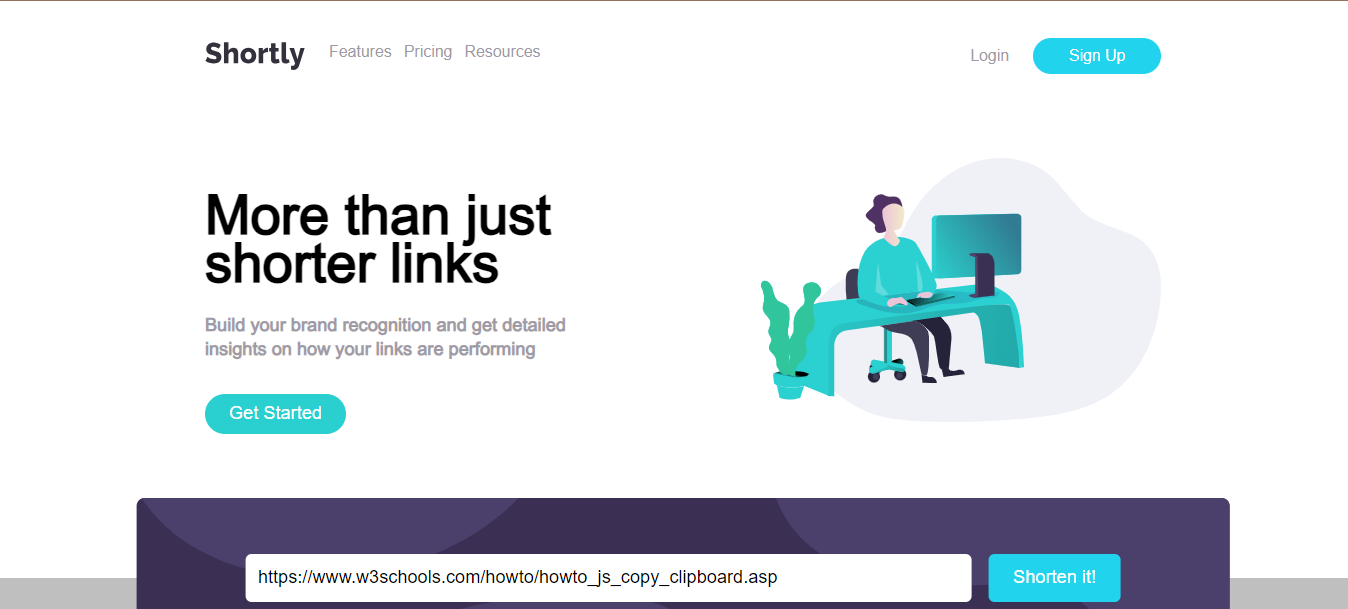 Shortly Features Pricing Resources Login Sign Up
More than just
shorter links
Build your brand recognition and get detailed
insights on how your links are performing
Get Started
https://www.w3schools.com/howto/howto_js_copy_clipboard.asp Shorten it!